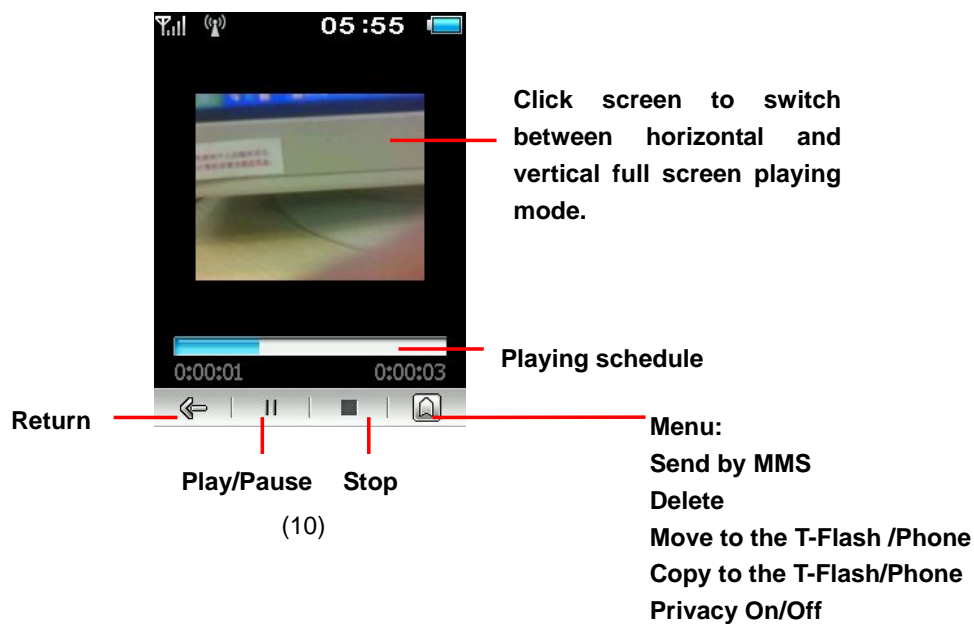 05:55
Click screen to switch
between horizontal and
vertical full screen playing
mode.
Playing schedule
0:00:01 0:00:03
Return
Play/Pause Stop
(10)
Menu:
Send by MMS
Delete
Move to the T-Flash /Phone
Copy to the T-Flash/Phone
Privacy On/Off